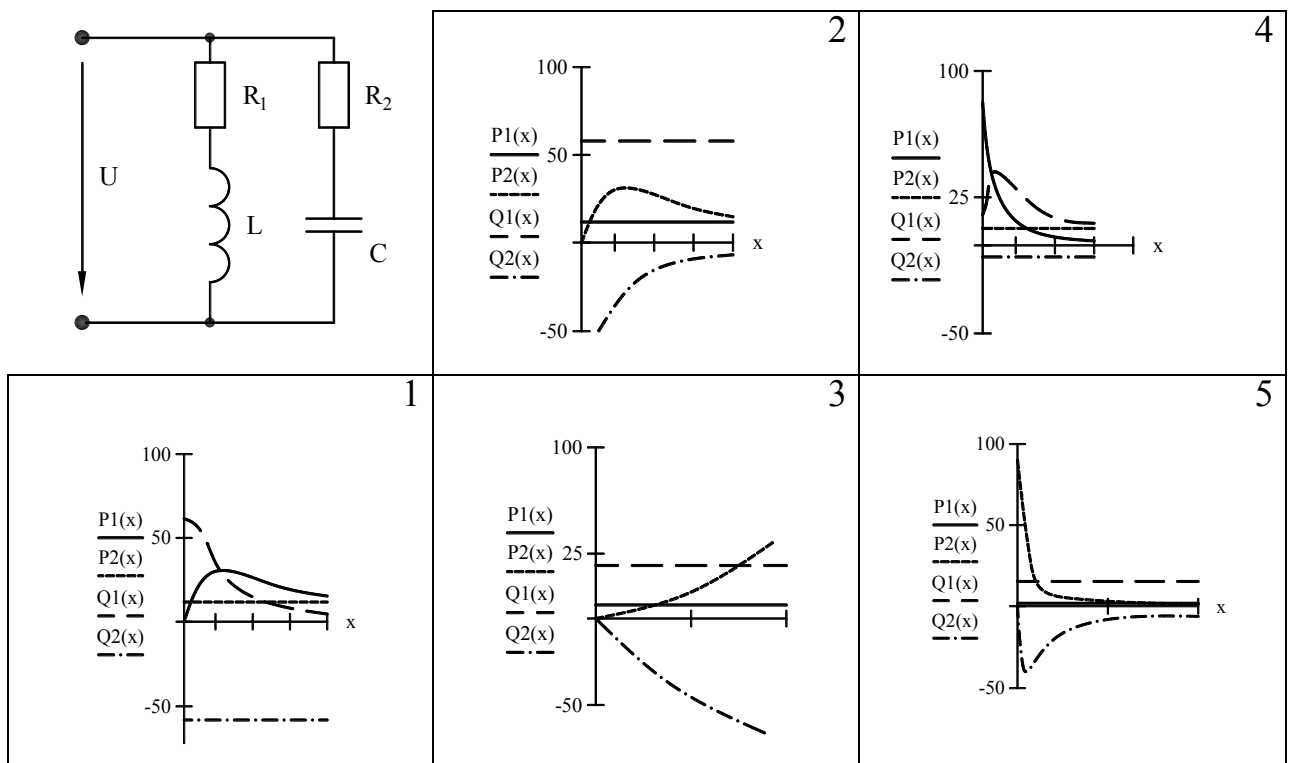 R1
R2
U
L
C
2
100
P1(x)
50
P2(x)
Q1(x)
x
Q2(x)
-50
4
100
P1(x)
P2(x)
25
Q1(x)
x
Q2(x)
-50
1
100
P1(x)
50
P2(x)
Q1(x)
x
Q2(x)
-50
3
100
P1(x)
P2(x)
25
Q1(x)
x
Q2(x)
-50
5
100
P1(x)
50
P2(x)
Q1(x)
x
Q2(x)
-50